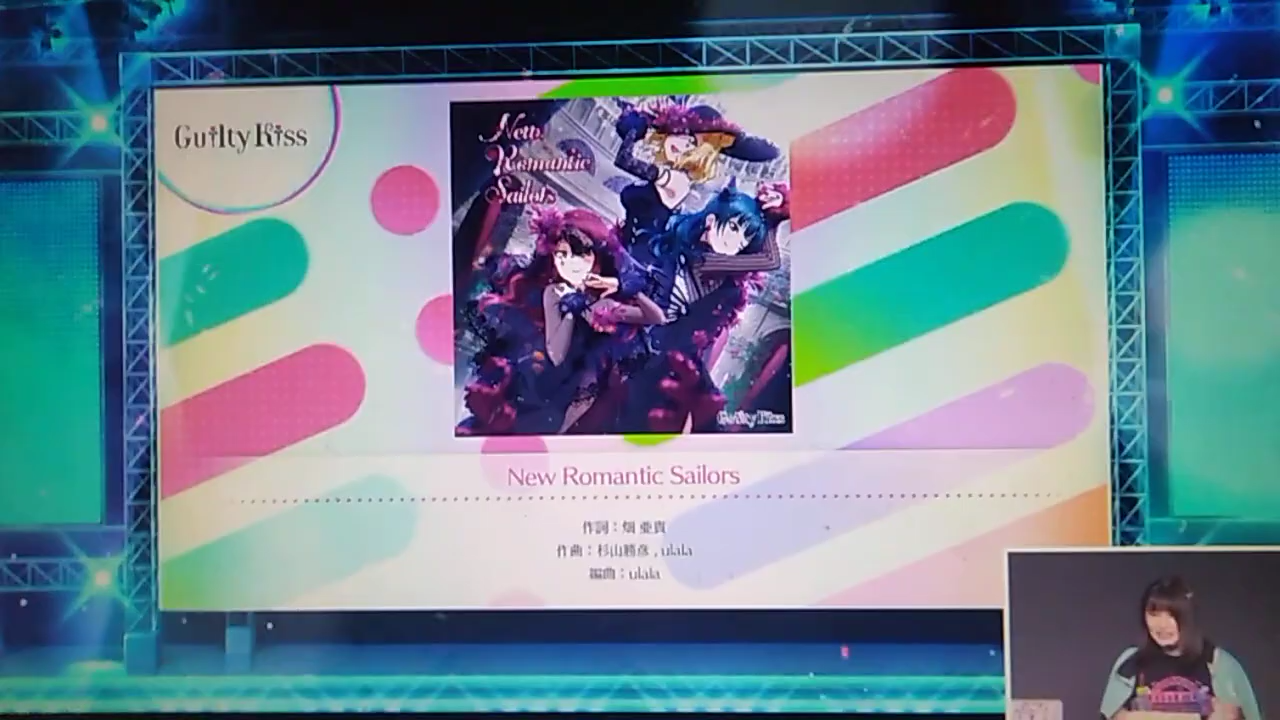 Guilty Kiss
New
Romantic
Sailors
Guilty Kiss
New Romantic Sailors
作詞：畑 亜貴
作曲：杉山勝彦 , ulala
編曲：ulala